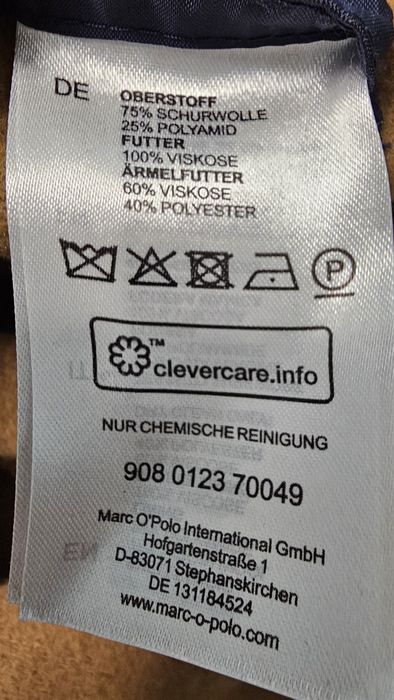 DE
OBERSTOFF
75% SCHURWOLLE
25% POLYAMID
FUTTER
100% VISKOSE
ÄRMELFUTTER
60% VISKOSE
40% POLYESTER
P
™
clevercare.info
NUR CHEMISCHE REINIGUNG
908 0123 70049
Marc O'Polo International GmbH
Hofgartenstraße 1
D-83071 Stephanskirchen
DE 131184524
www.marc-o-polo.com